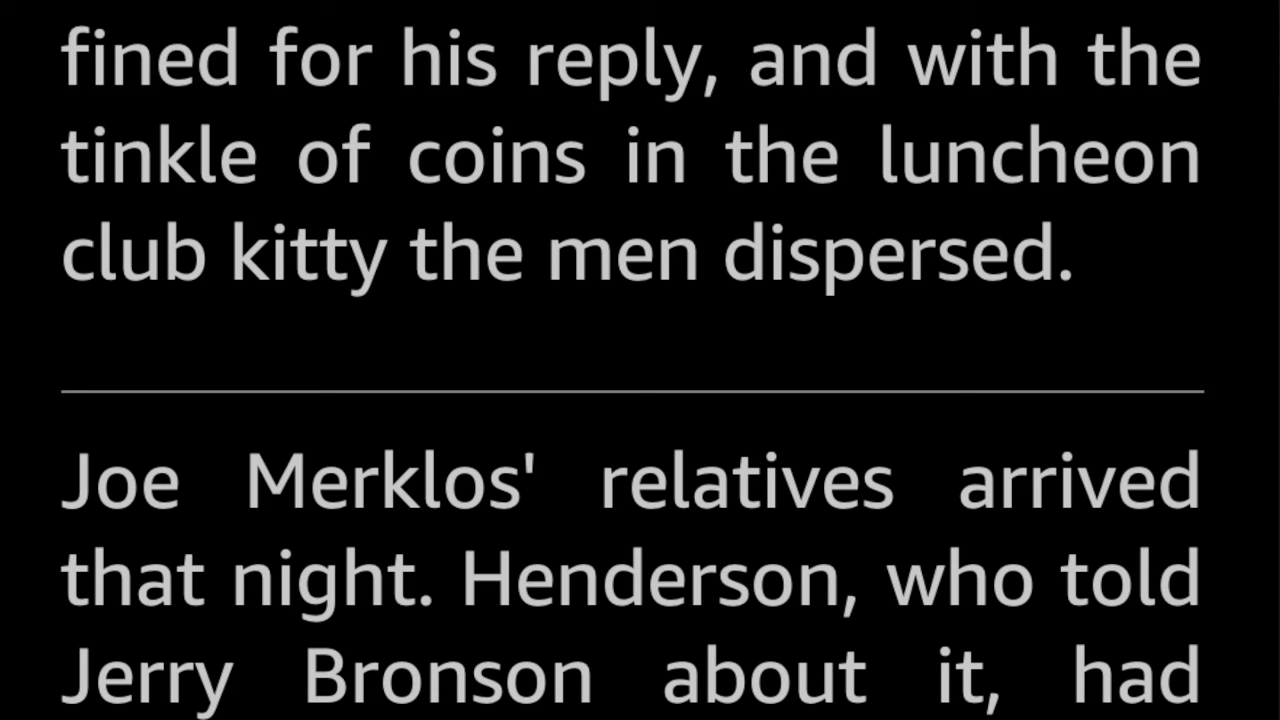 fined for his reply, and with the
tinkle of coins in the luncheon
club kitty the men dispersed.
Joe Merklos' relatives arrived
that night. Henderson, who told
Jerry Bronson about it, had